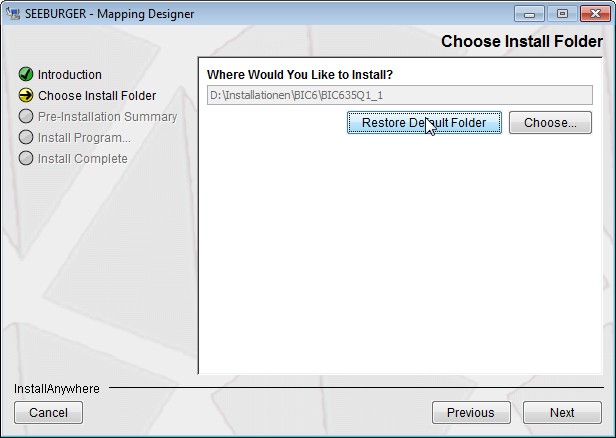 SEEBURGER - Mapping Designer
Choose Install Folder
Introduction
Choose Install Folder
Pre-Installation Summary
Install Program...
Install Complete
Where Would You Like to Install?
D:\Installationen\BIC6\BIC635Q1_1
Restore Default Folder
Choose...
InstallAnywhere
Cancel
Previous
Next